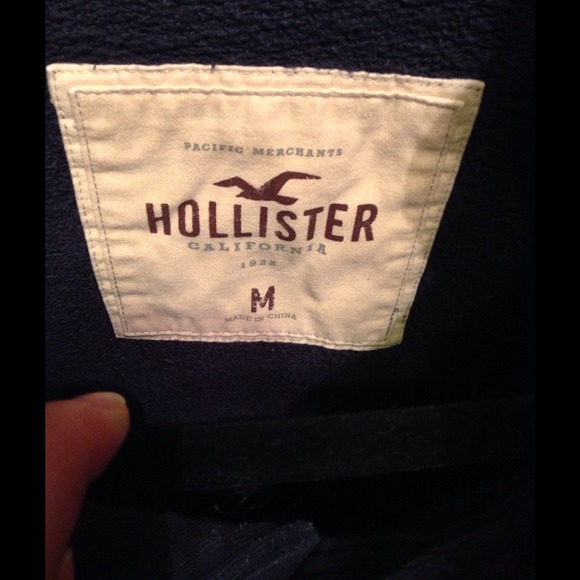 PACIFIC MERCHANTS
HOLLISTER
CALIFORNIA
1922
M
MADE IN CHINA